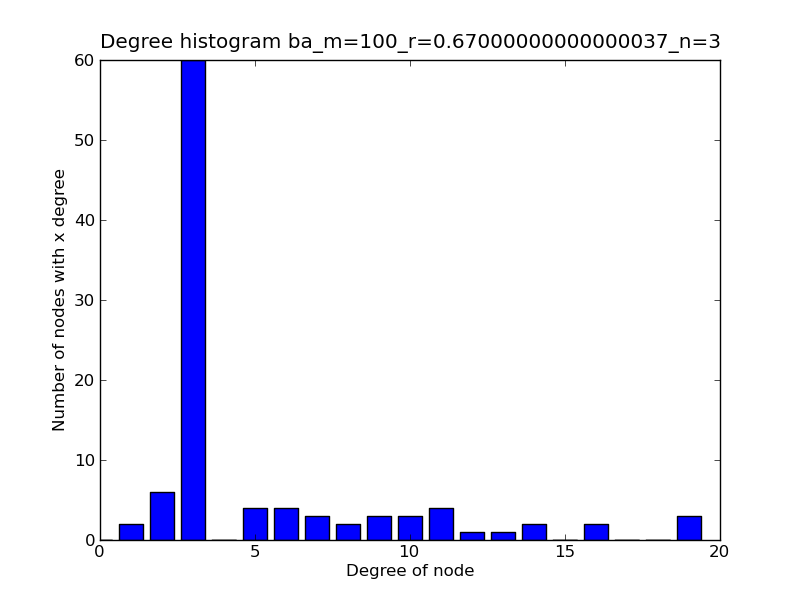 Degree histogram ba_m=100_r=0.67000000000000037_n=3
60
50
40
30
20
10
0
Number of nodes with x degree
0 5 10 15 20
Degree of node